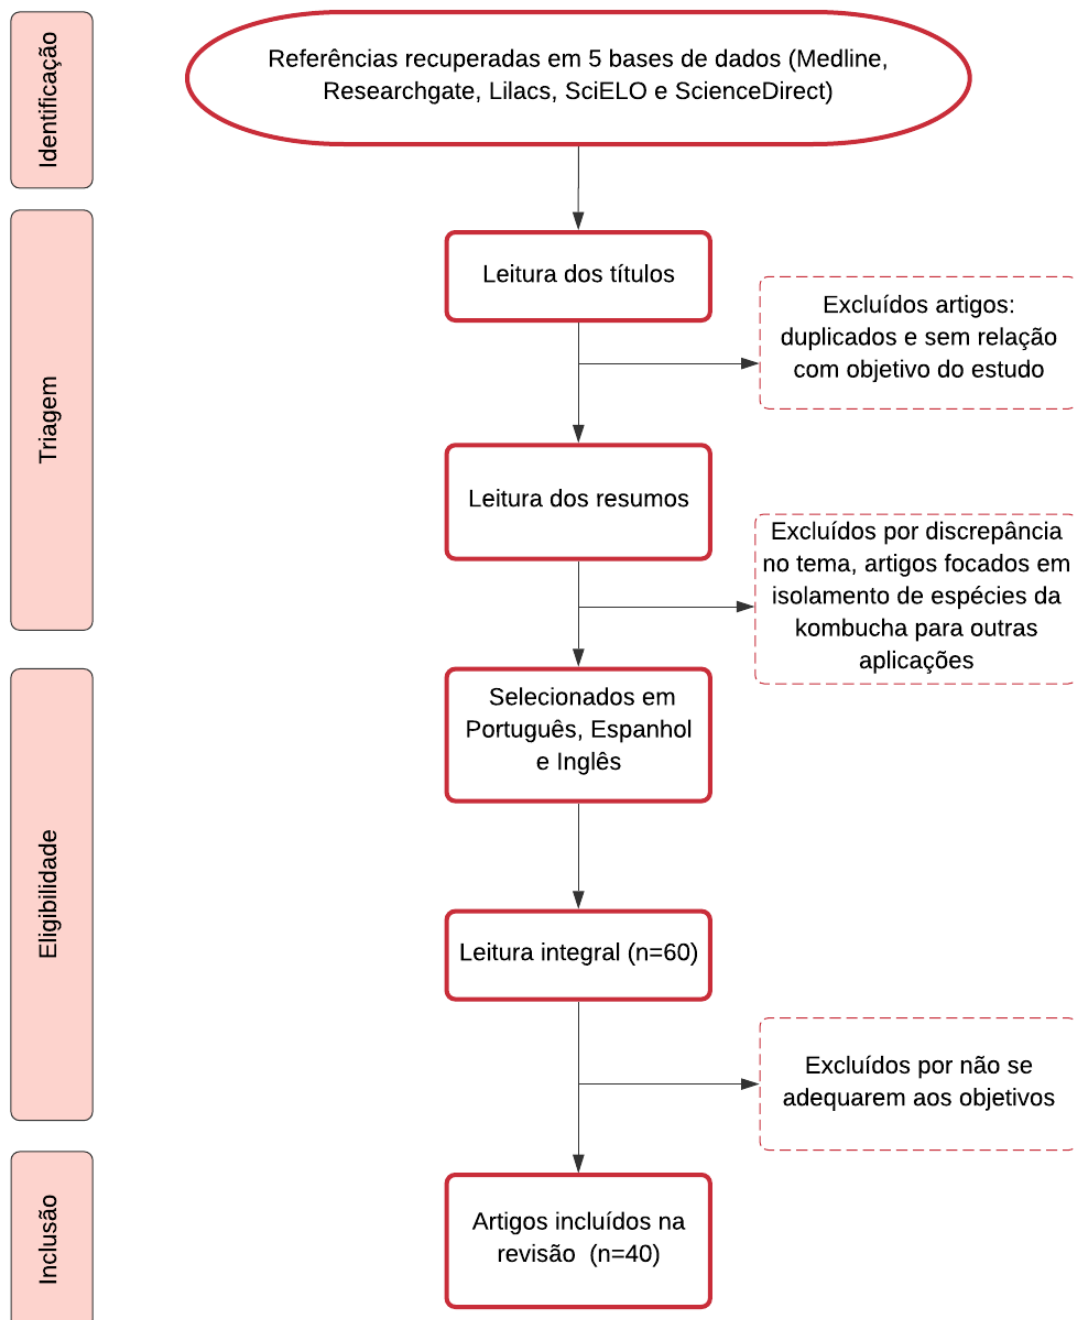 Identificação
Referências recuperadas em 5 bases de dados (Medline,
Researchgate, Lilacs, SciELO e ScienceDirect)
Triagem
Leitura dos títulos
Excluídos artigos:
duplicados e sem relação
com objetivo do estudo
Leitura dos resumos
Excluídos por discrepância
no tema, artigos focados em
isolamento de espécies da
kombucha para outras
aplicações
Eligibilidade
Selecionados em
Português, Espanhol
e Inglês
Leitura integral (n=60)
Excluídos por não se
adequarem aos objetivos
Inclusão
Artigos incluídos na
revisão (n=40)